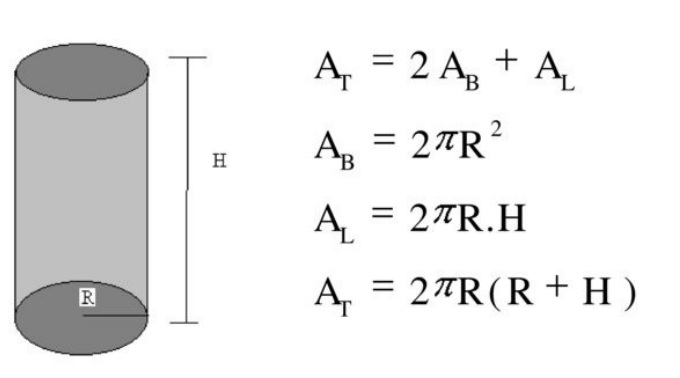 H
R
A_T = 2 A_B + A_L
A_B = 2πR²
A_L = 2πR.H
A_T = 2πR(R + H)